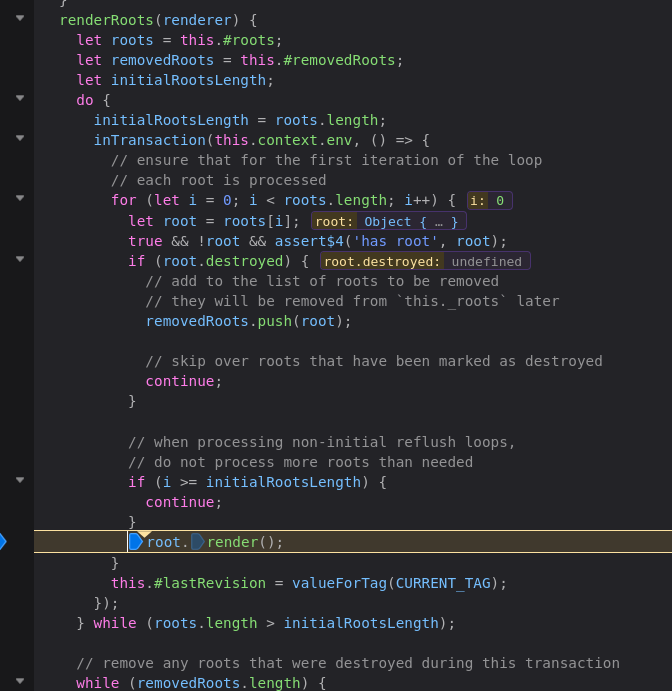 }
renderRoots(renderer) {
let roots = this.#roots;
let removedRoots = this.#removedRoots;
let initialRootsLength;
do {
initialRootsLength = roots.length;
inTransaction(this.context.env, () => {
// ensure that for the first iteration of the loop
// each root is processed
for (let i = 0; i < roots.length; i++) { i: 0
let root = roots[i]; root: Object { … }
true && !root && assert$4('has root', root);
if (root.destroyed) { root.destroyed: undefined
// add to the list of roots to be removed
// they will be removed from `this._roots` later
removedRoots.push(root);
// skip over roots that have been marked as destroyed
continue;
}
// when processing non-initial reflush loops,
// do not process more roots than needed
if (i >= initialRootsLength) {
continue;
}
root.render();
}
this.#lastRevision = valueForTag(CURRENT_TAG);
});
} while (roots.length > initialRootsLength);
// remove any roots that were destroyed during this transaction
while (removedRoots.length) {